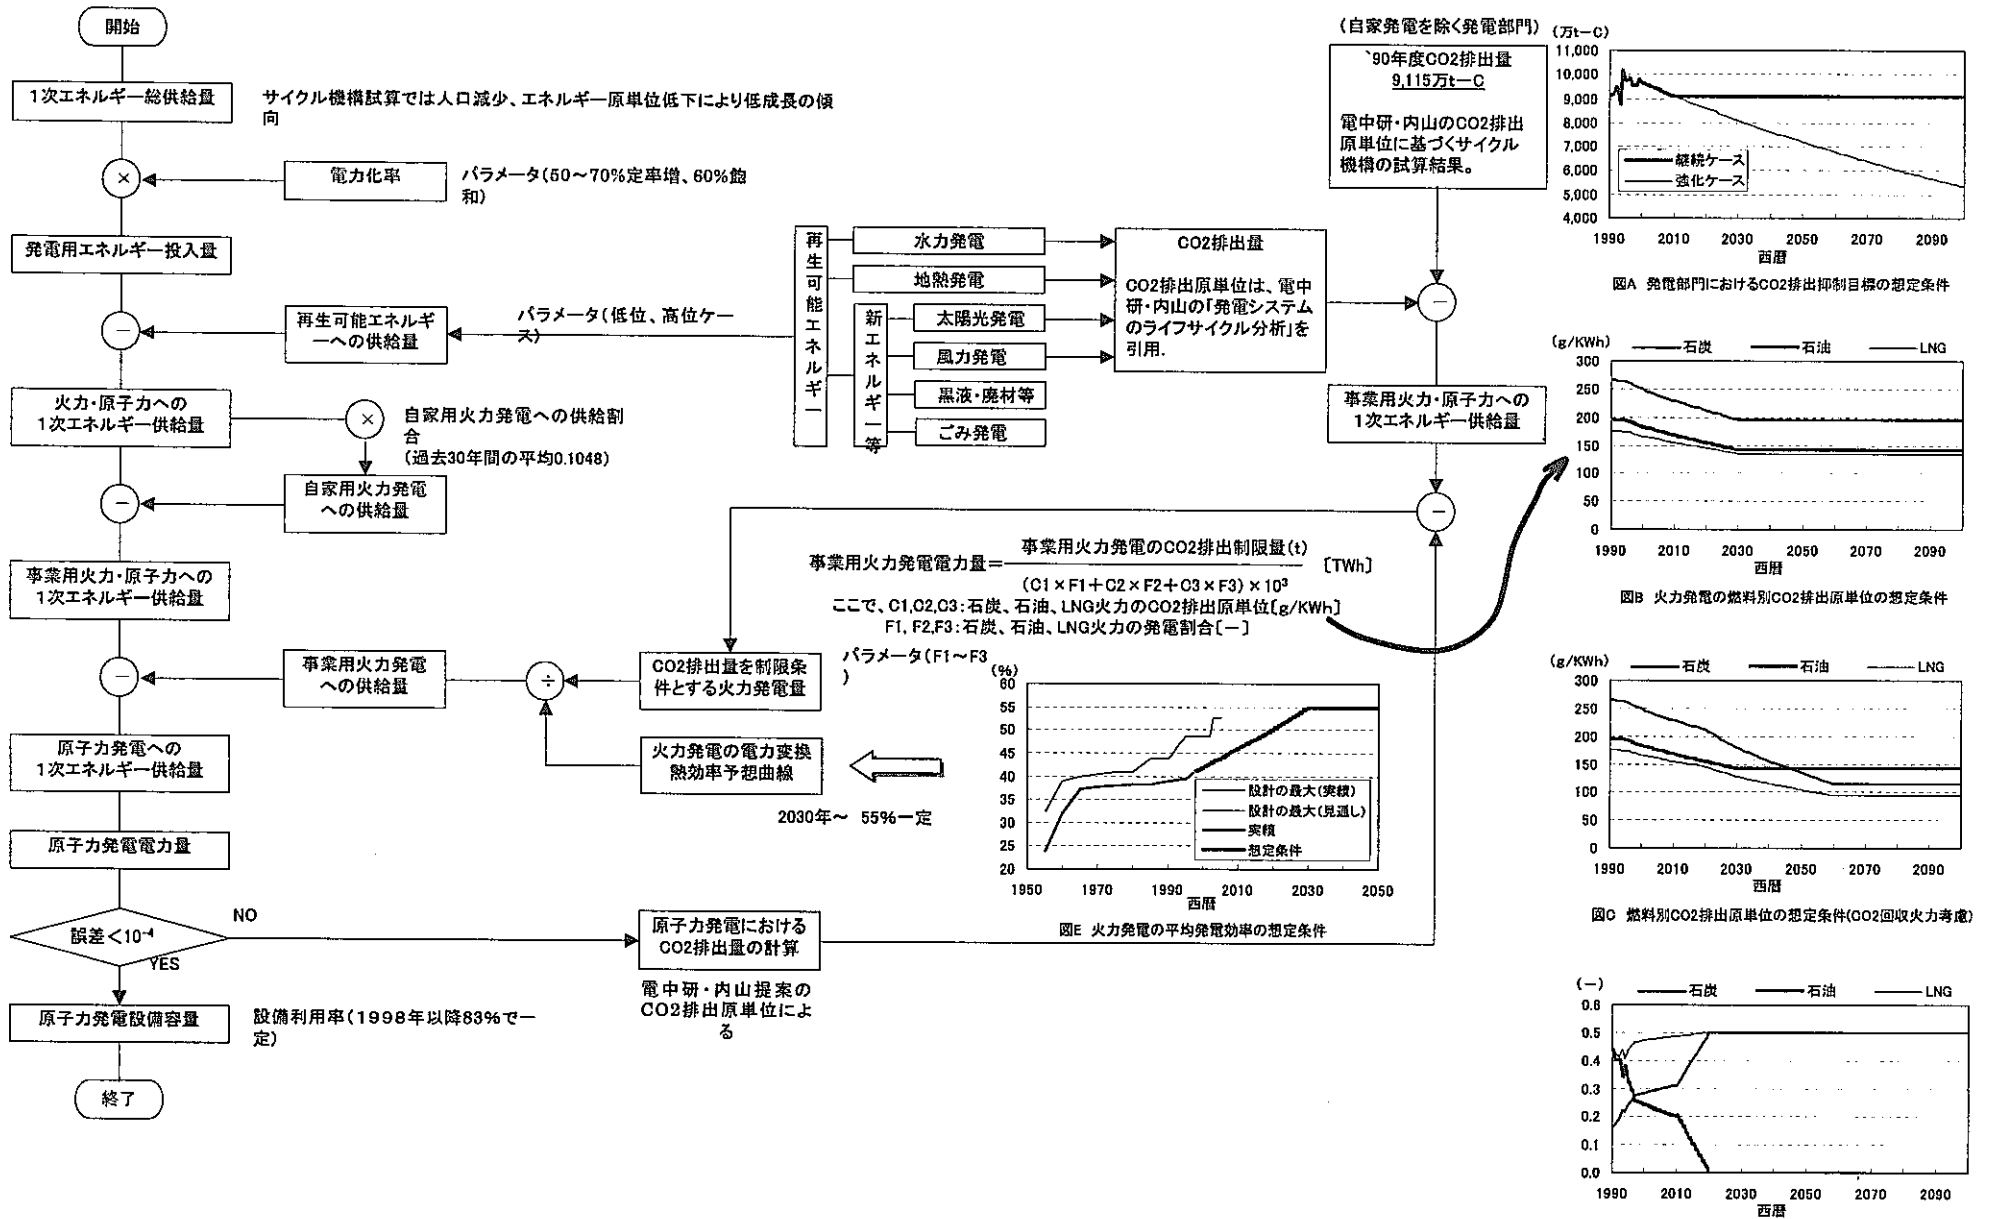 開始
1次エネルギー総供給量
サイクル機構試算では人口減少、エネルギー原単位低下により低成長の傾
向
×
電力化率
パラメータ(50～70%定率増、60%飽
和)
発電用エネルギー投入量
－
再生可能エネルギ
ーへの供給量
パラメータ(低位、高位ケー
ス)
再生可能エネルギー
水力発電
地熱発電
新エネルギー等
太陽光発電
風力発電
黒液・廃材等
ごみ発電
CO2排出量
CO2排出原単位は、電中
研・内山の「発電システム
のライフサイクル分析」を
引用.
(自家発電を除く発電部門)
`90年度CO2排出量
9,115万t－C
電中研・内山のCO2排出
原単位に基づくサイクル
機構の試算結果。
－
事業用火力・原子力への
1次エネルギー供給量
－
火力・原子力への
1次エネルギー供給量
×
自家用火力発電への供給割
合
(過去30年間の平均0.1048)
－
自家用火力発電
への供給量
事業用火力・原子力への
1次エネルギー供給量
事業用火力発電電力量＝
事業用火力発電のCO2排出制限量(t)
(C1×F1＋C2×F2＋C3×F3)×10³
［TWh］
ここで、C1,C2,C3:石炭、石油、LNG火力のCO2排出原単位[g/KWh]
F1, F2,F3:石炭、石油、LNG火力の発電割合[－]
－
事業用火力発電
への供給量
÷
CO2排出量を制限条
件とする火力発電量
パラメータ(F1～F3
)
原子力発電への
1次エネルギー供給量
火力発電の電力変換
熱効率予想曲線
2030年～ 55%一定
原子力発電電力量
誤差＜10⁻⁴
NO
YES
原子力発電における
CO2排出量の計算
電中研・内山提案の
CO2排出原単位によ
る
原子力発電設備容量
設備利用率(1998年以降83%で一
定)
終了
(%)
60
55
50
45
40
35
30
25
20
設計の最大(実績)
設計の最大(見通し)
実績
想定条件
1950 1970 1990 2010 2030 2050
西暦
図E 火力発電の平均発電効率の想定条件
(万t－C)
11,000
10,000
9,000
8,000
7,000
6,000
5,000
4,000
継続ケース
強化ケース
1990 2010 2030 2050 2070 2090
西暦
図A 発電部門におけるCO2排出抑制目標の想定条件
(g/KWh)
石炭 石油 LNG
300
250
200
150
100
50
0
1990 2010 2030 2050 2070 2090
西暦
図B 火力発電の燃料別CO2排出原単位の想定条件
(g/KWh)
石炭 石油 LNG
300
250
200
150
100
50
0
1990 2010 2030 2050 2070 2090
西暦
図C 燃料別CO2排出原単位の想定条件(CO2回収火力考慮)
(－)
石炭 石油 LNG
0.8
0.6
0.5
0.4
0.3
0.2
0.1
0.0
1990 2010 2030 2050 2070 2090
西暦